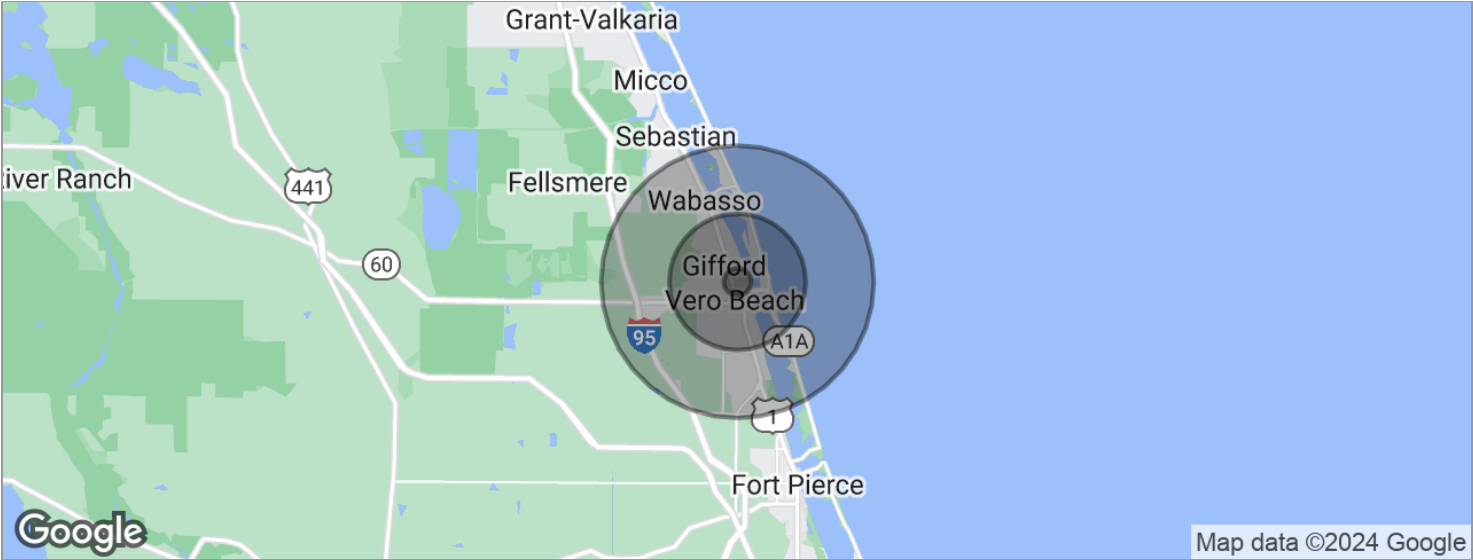 Grant-Valkaria
Micco
Sebastian
iver Ranch
441
Fellsmere
Wabasso
60
Gifford
Vero Beach
95
A1A
1
Fort Pierce
Google
Map data ©2024 Google